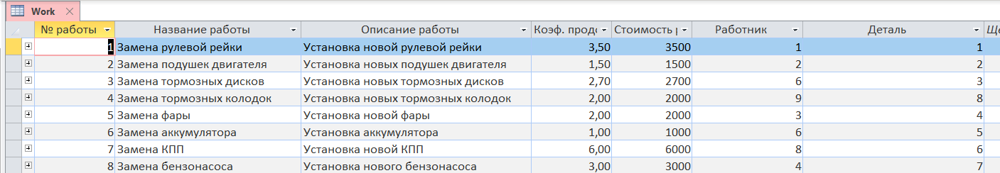 Work
№ работы Название работы Описание работы Коэф. продо Стоимость р Работник Деталь Ще
1 Замена рулевой рейки Установка новой рулевой рейки 3,50 3500 1 1
2 Замена подушек двигателя Установка новых подушек двигателя 1,50 1500 2 2
3 Замена тормозных дисков Установка новых тормозных дисков 2,70 2700 6 3
4 Замена тормозных колодок Установка новых тормозных колодок 2,00 2000 9 8
5 Замена фары Установка новой фары 2,00 2000 3 4
6 Замена аккумулятора Установка аккумулятора 1,00 1000 6 5
7 Замена КПП Установка новой КПП 6,00 6000 8 6
8 Замена бензонасоса Установка нового бензонасоса 3,00 3000 4 7